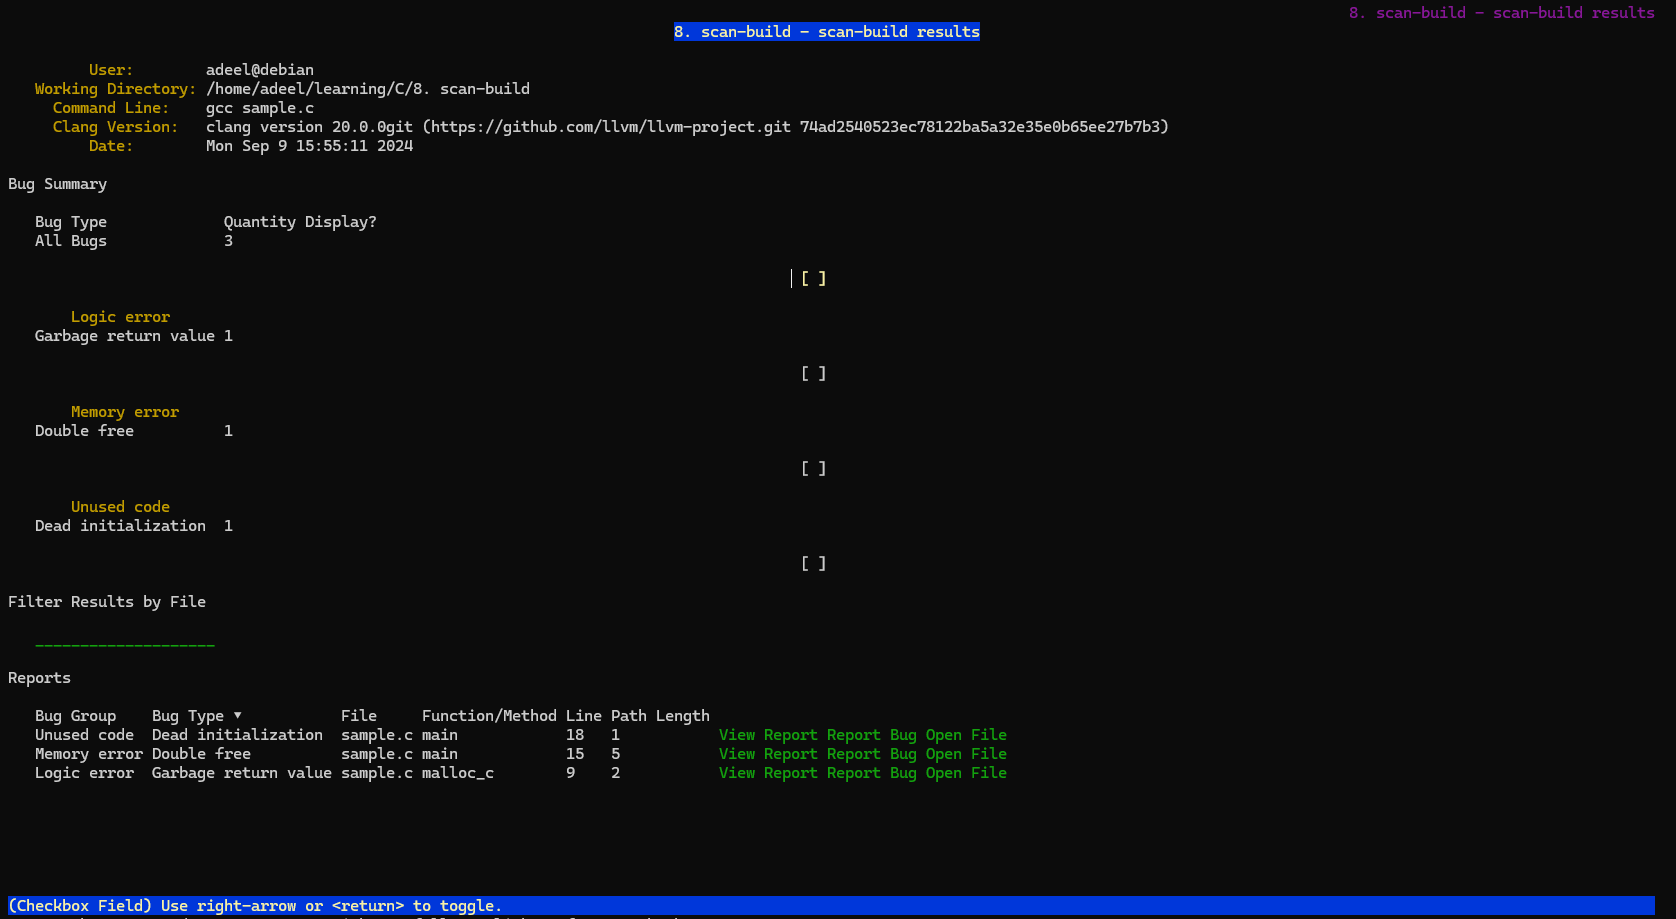 8. scan-build - scan-build results
8. scan-build - scan-build results
User: adeel@debian
Working Directory: /home/adeel/learning/C/8. scan-build
Command Line: gcc sample.c
Clang Version: clang version 20.0.0git (https://github.com/llvm/llvm-project.git 74ad2540523ec78122ba5a32e35e0b65ee27b7b3)
Date: Mon Sep 9 15:55:11 2024
Bug Summary
Bug Type Quantity Display?
All Bugs 3
[ ]
Logic error
Garbage return value 1
[ ]
Memory error
Double free 1
[ ]
Unused code
Dead initialization 1
[ ]
Filter Results by File
____________________
Reports
Bug Group Bug Type ▾ File Function/Method Line Path Length
Unused code Dead initialization sample.c main 18 1 View Report Report Bug Open File
Memory error Double free sample.c main 15 5 View Report Report Bug Open File
Logic error Garbage return value sample.c malloc_c 9 2 View Report Report Bug Open File
(Checkbox Field) Use right-arrow or <return> to toggle.